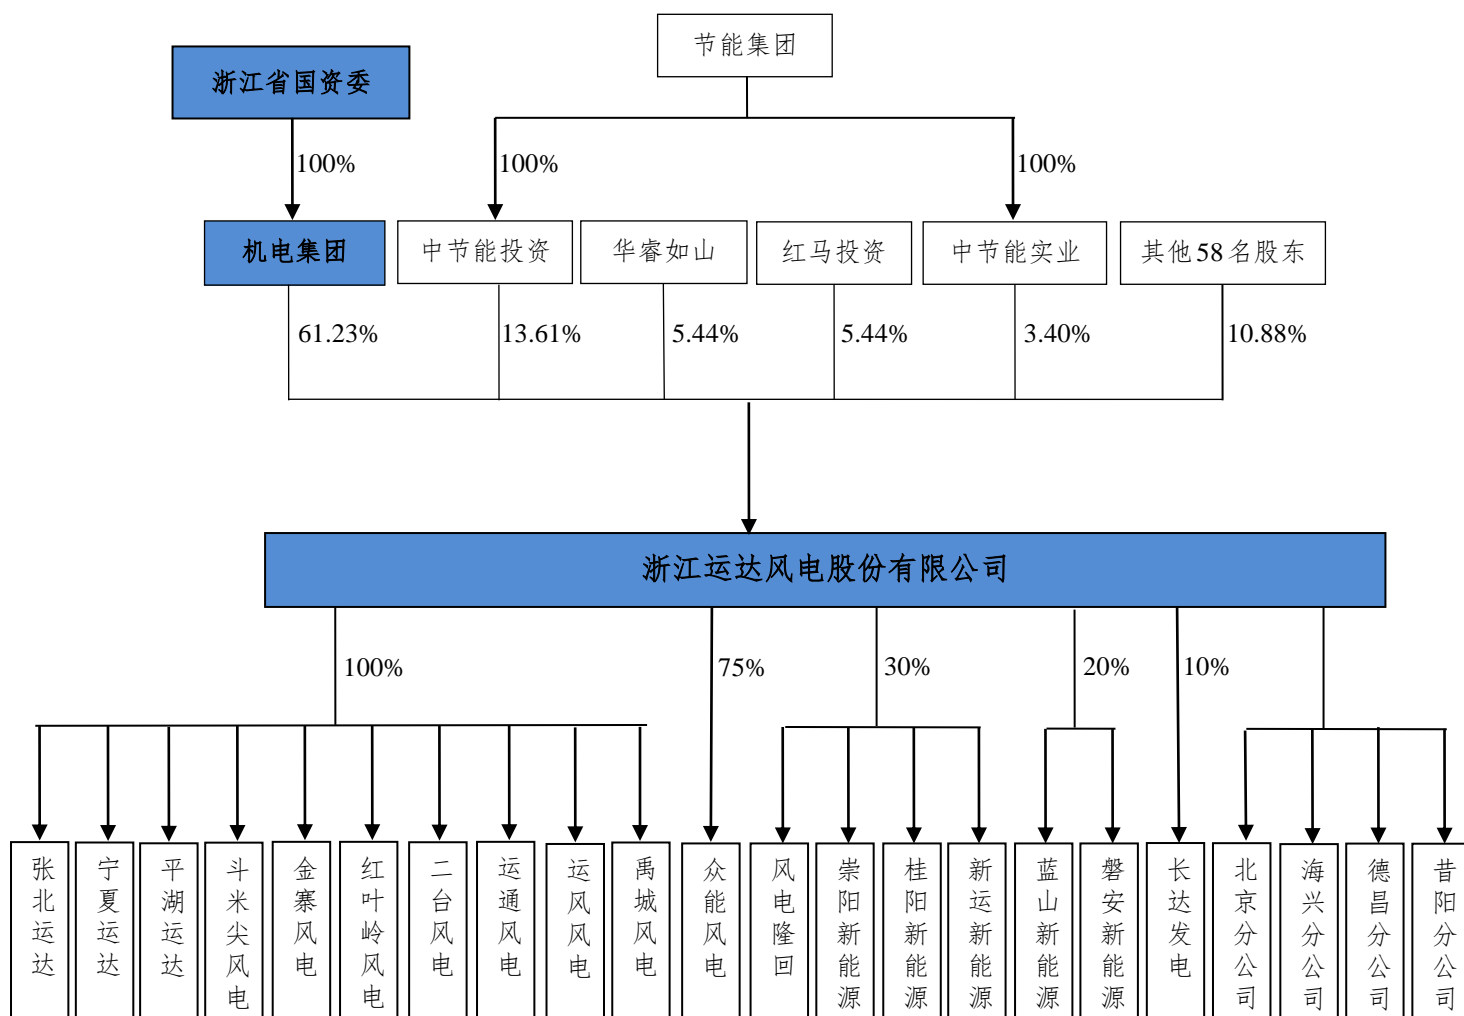 节能集团
浙江省国资委
100%
100%
100%
机电集团
中节能投资
华睿如山
红马投资
中节能实业
其他58名股东
61.23%
13.61%
5.44%
5.44%
3.40%
10.88%
浙江运达风电股份有限公司
100%
75%
30%
20%
10%
张北运达
宁夏运达
平湖运达
斗米尖风电
金寨风电
红叶岭风电
二台风电
运通风电
运风风电
禹城风电
众能风电
风电隆回
崇阳新能源
桂阳新能源
新运新能源
蓝山新能源
磐安新能源
长达发电
北京分公司
海兴分公司
德昌分公司
昔阳分公司